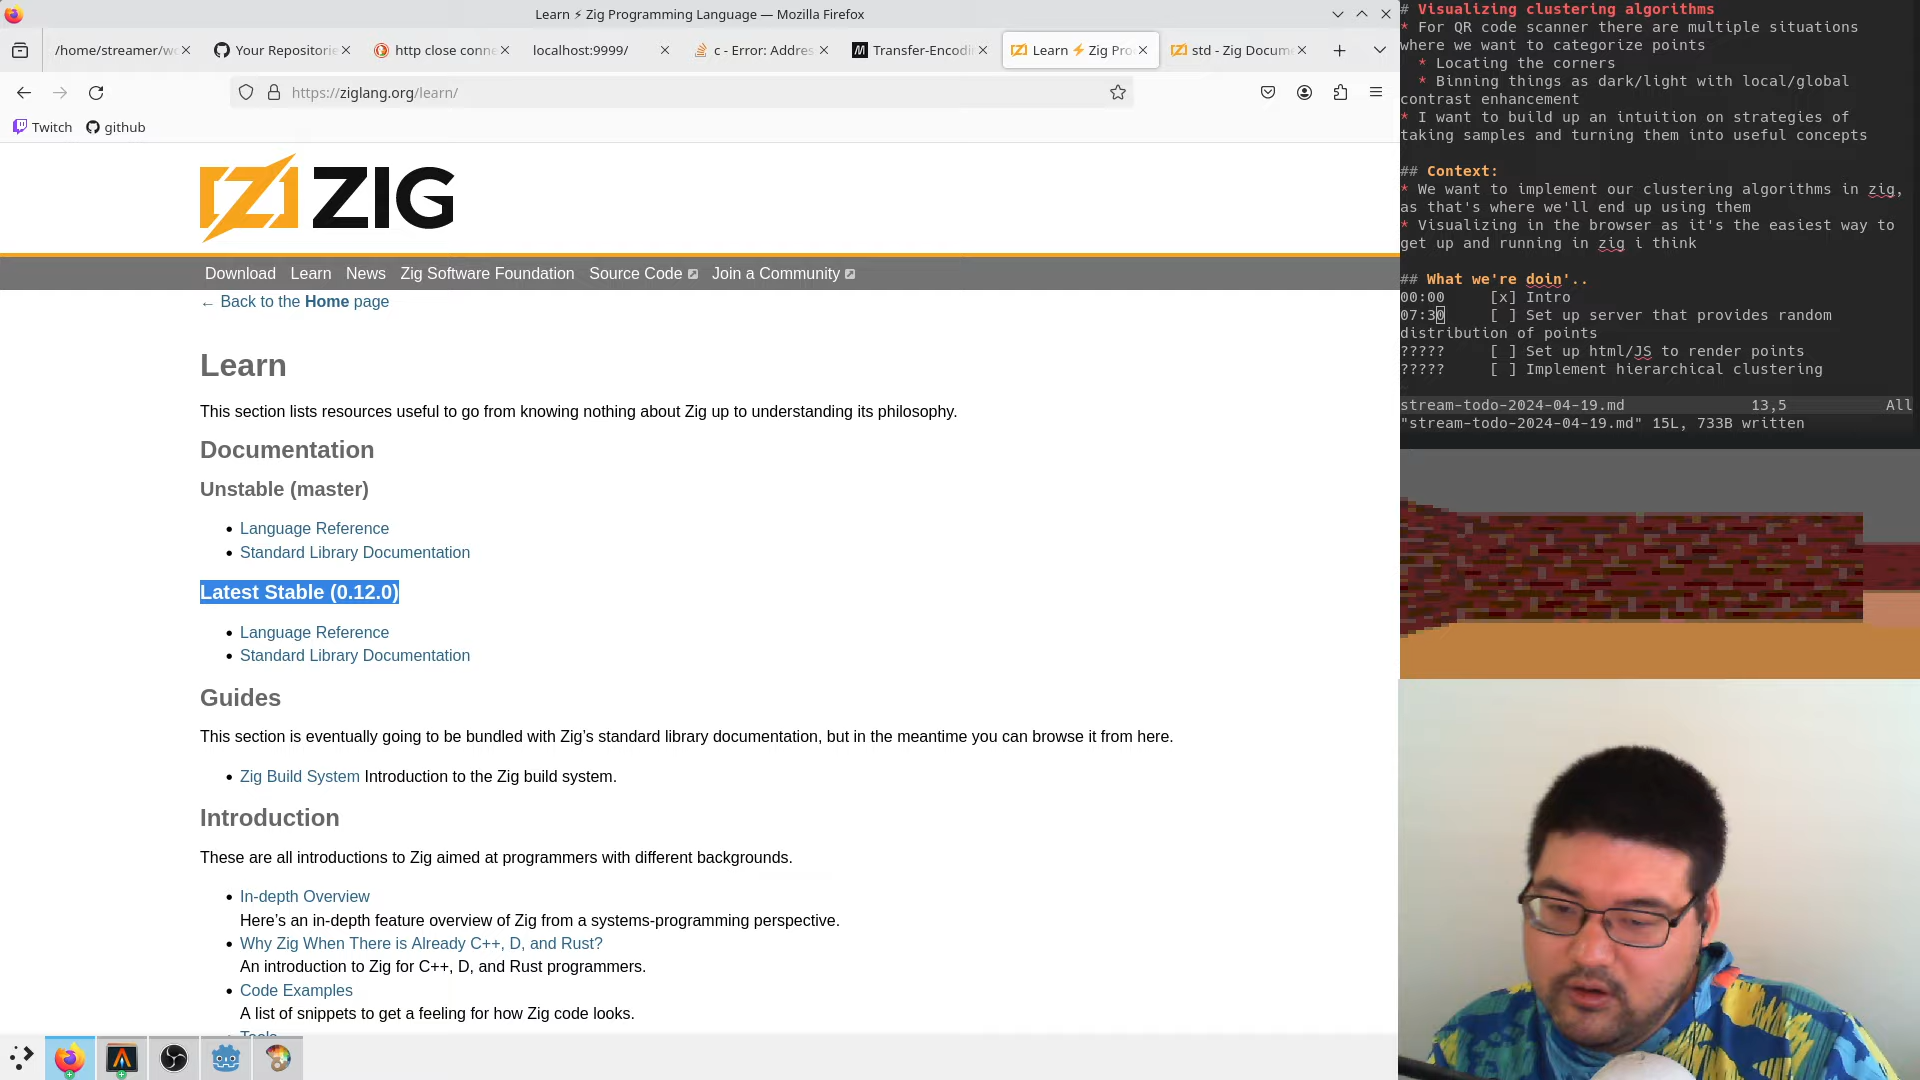 Learn ⚡ Zig Programming Language — Mozilla Firefox
/home/streamer/wo
Your Repositorie
http close conne
localhost:9999/
c - Error: Addres
Transfer-Encodin
Learn ⚡ Zig Pro
std - Zig Docume
https://ziglang.org/learn/
Twitch
github
ZIG
Download
Learn
News
Zig Software Foundation
Source Code
Join a Community
← Back to the Home page
Learn
This section lists resources useful to go from knowing nothing about Zig up to understanding its philosophy.
Documentation
Unstable (master)
• Language Reference
• Standard Library Documentation
Latest Stable (0.12.0)
• Language Reference
• Standard Library Documentation
Guides
This section is eventually going to be bundled with Zig’s standard library documentation, but in the meantime you can browse it from here.
• Zig Build System Introduction to the Zig build system.
Introduction
These are all introductions to Zig aimed at programmers with different backgrounds.
• In-depth Overview
Here’s an in-depth feature overview of Zig from a systems-programming perspective.
• Why Zig When There is Already C++, D, and Rust?
An introduction to Zig for C++, D, and Rust programmers.
• Code Examples
A list of snippets to get a feeling for how Zig code looks.
# Visualizing clustering algorithms
* For QR code scanner there are multiple situations
where we want to categorize points
* Locating the corners
* Binning things as dark/light with local/global
contrast enhancement
* I want to build up an intuition on strategies of
taking samples and turning them into useful concepts
## Context:
* We want to implement our clustering algorithms in zig,
as that's where we'll end up using them
* Visualizing in the browser as it's the easiest way to
get up and running in zig i think
## What we're doin'..
00:00 [x] Intro
07:30 [ ] Set up server that provides random
distribution of points
????? [ ] Set up html/JS to render points
????? [ ] Implement hierarchical clustering
~
stream-todo-2024-04-19.md 13,5 All
"stream-todo-2024-04-19.md" 15L, 733B written